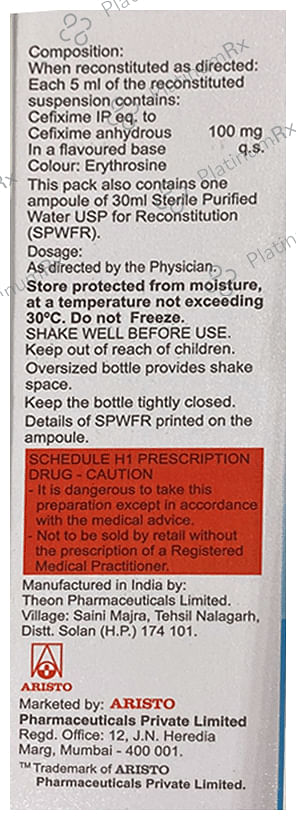 Composition:
When reconstituted as directed:
Each 5 ml of the reconstituted
suspension contains:
Cefixime IP eq. to
Cefixime anhydrous 100 mg
In a flavoured base q.s.
Colour: Erythrosine
This pack also contains one
ampoule of 30ml Sterile Purified
Water USP for Reconstitution
(SPWFR).
Dosage:
As directed by the Physician.
Store protected from moisture,
at a temperature not exceeding
30ºC. Do not Freeze.
SHAKE WELL BEFORE USE.
Keep out of reach of children.
Oversized bottle provides shake
space.
Keep the bottle tightly closed.
Details of SPWFR printed on the
ampoule.
SCHEDULE H1 PRESCRIPTION
DRUG - CAUTION
- It is dangerous to take this
preparation except in accordance
with the medical advice.
- Not to be sold by retail without
the prescription of a Registered
Medical Practitioner.
Manufactured in India by:
Theon Pharmaceuticals Limited.
Village: Saini Majra, Tehsil Nalagarh,
Distt. Solan (H.P.) 174 101.
ARISTO
Marketed by: ARISTO
Pharmaceuticals Private Limited
Regd. Office: 12, J.N. Heredia
Marg, Mumbai - 400 001.
™ Trademark of ARISTO
Pharmaceuticals Private Limited.
PlatinumRx
PlatinumRx
PlatinumRx